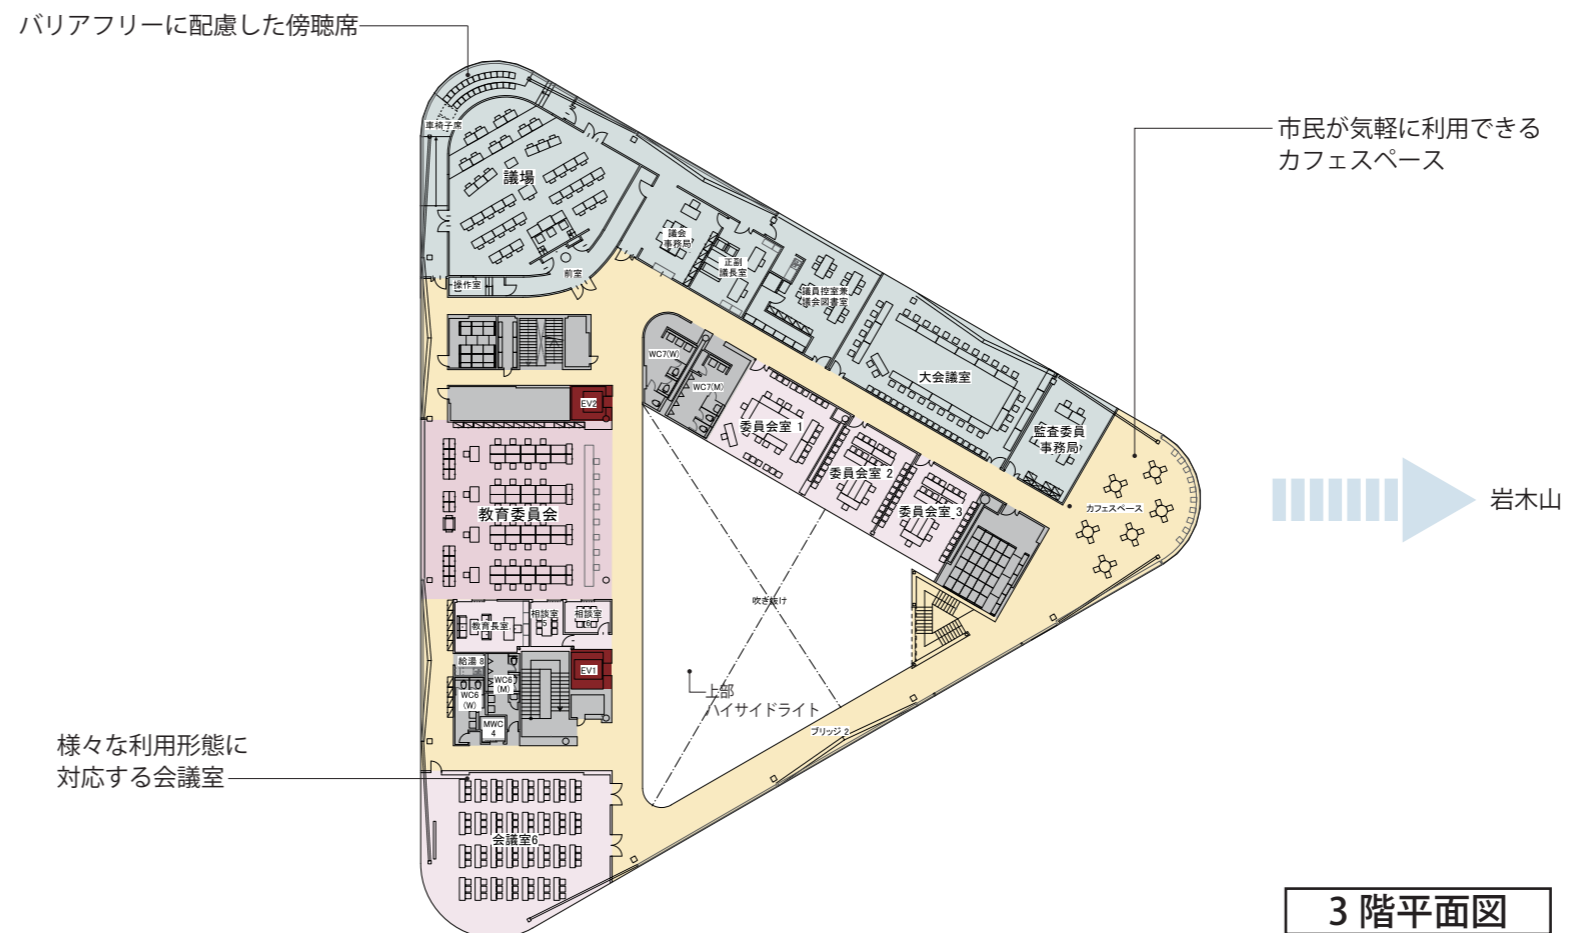 バリアフリーに配慮した傍聴席
市民が気軽に利用できる
カフェスペース
車椅子席
議場
前室
操作室
議会
事務局
正副
議長室
議員控室兼
議会図書室
大会議室
監査委員
事務局
カフェスペース
岩木山
WC7(W)
WC7(M)
委員会室 1
委員会室 2
委員会室 3
EV2
教育委員会
教育長室
相談室
5
相談室
6
吹き抜け
給湯 8
WC6
(M)
WC6
(W)
MWC
4
EV1
上部
ハイサイドライト
ブリッジ 2
様々な利用形態に
対応する会議室
会議室6
3 階平面図